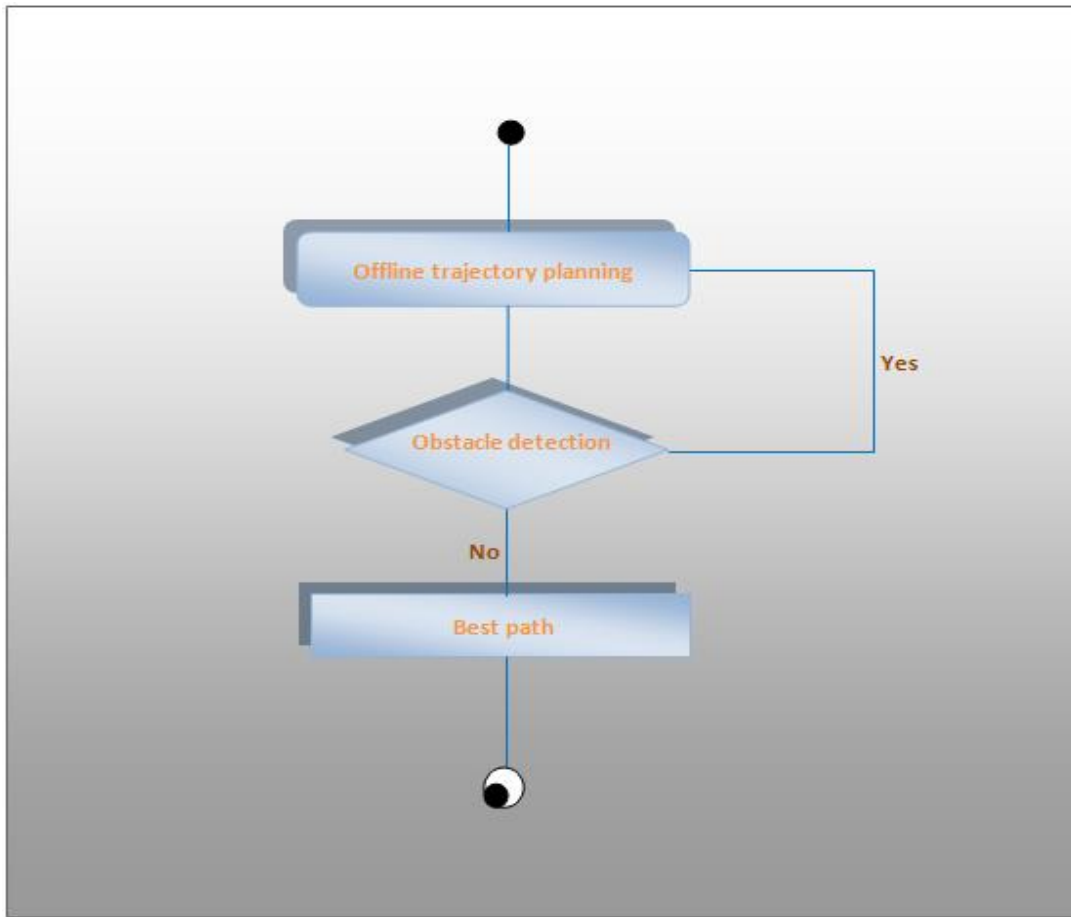 Offline trajectory planning
Yes
Obstacle detection
No
Best path